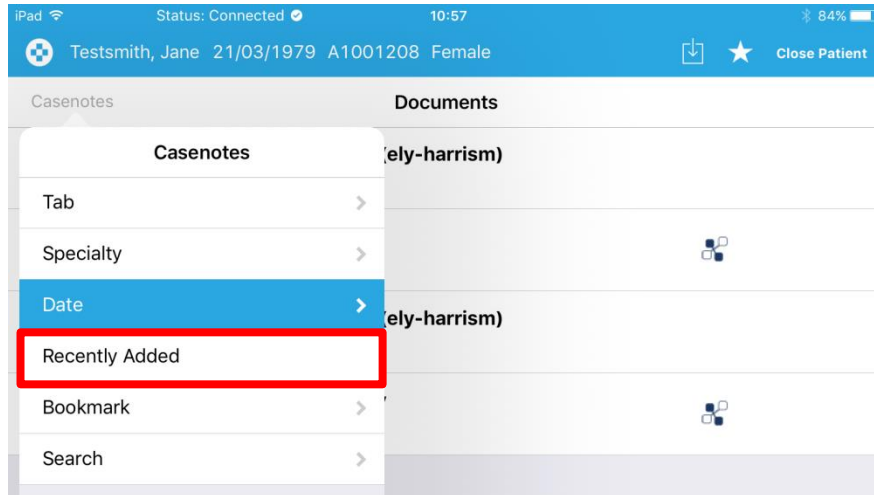 iPad Status: Connected 10:57 84%
Testsmith, Jane 21/03/1979 A1001208 Female Close Patient
Casenotes Documents
Casenotes (ely-harrism)
Tab
Specialty
Date (ely-harrism)
Recently Added
Bookmark
Search